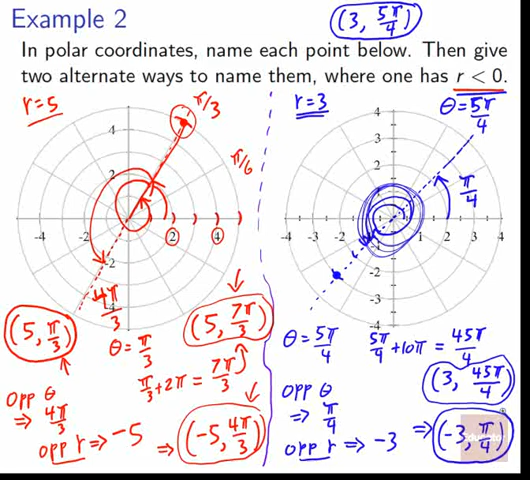 Example 2
(3, 5π/4)
In polar coordinates, name each point below. Then give
two alternate ways to name them, where one has r < 0.
r=5
π/3
π/6
4
2
-4
-2
2
4
-2
4π/3
(5, π/3)
θ = π/3
(5, 7π/3)
π/3 + 2π = 7π/3
opp θ
⇒ 4π/3
opp r ⇒ -5
⇒ (-5, 4π/3)
r=3
θ = 5π/4
π/4
4
3
2
-4
-3
-2
1
2
3
4
-1
-2
-3
-4
θ = 5π/4
5π/4 + 10π = 45π/4
(3, 45π/4)
opp θ
⇒ π/4
opp r ⇒ -3
⇒ (-3, π/4)